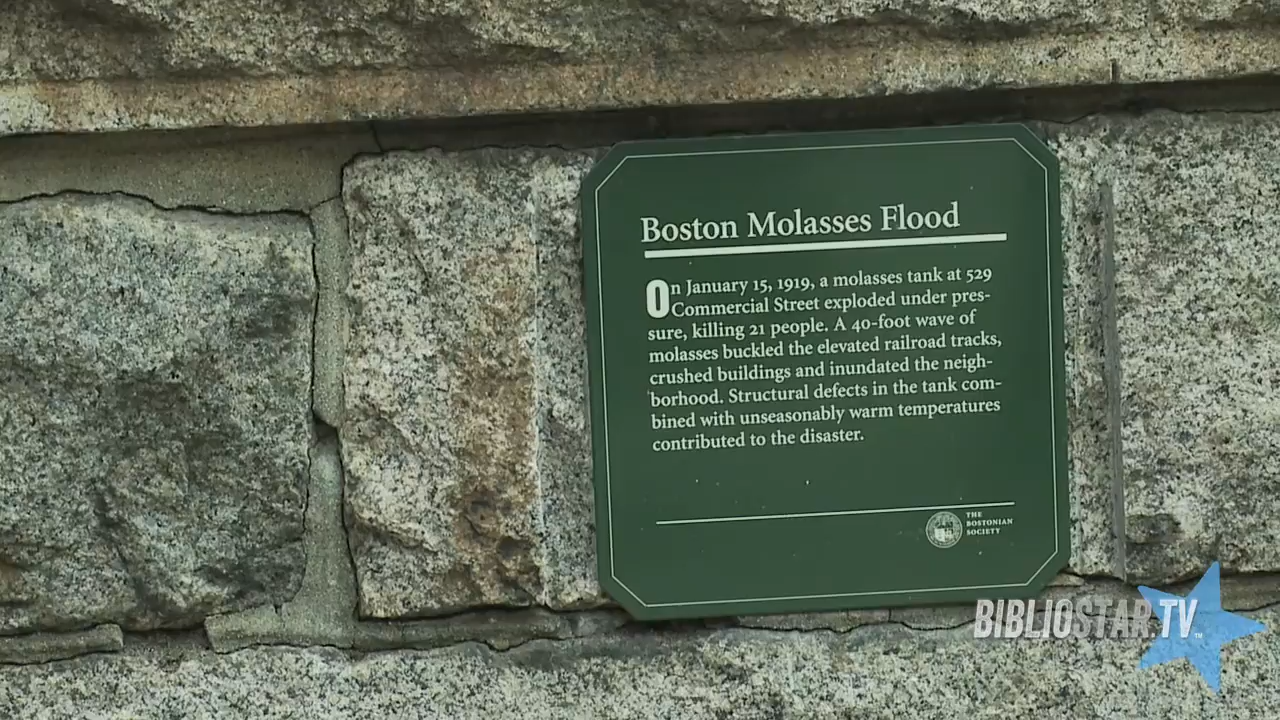 Boston Molasses Flood
On January 15, 1919, a molasses tank at 529
Commercial Street exploded under pres-
sure, killing 21 people. A 40-foot wave of
molasses buckled the elevated railroad tracks,
crushed buildings and inundated the neigh-
borhood. Structural defects in the tank com-
bined with unseasonably warm temperatures
contributed to the disaster.
THE
BOSTONIAN
SOCIETY
BIBLIOSTAR.TV™